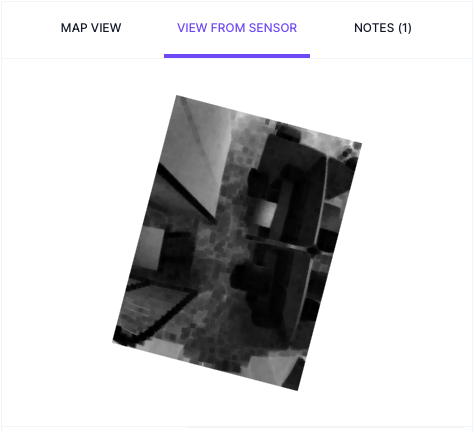 MAP VIEW
VIEW FROM SENSOR
NOTES (1)